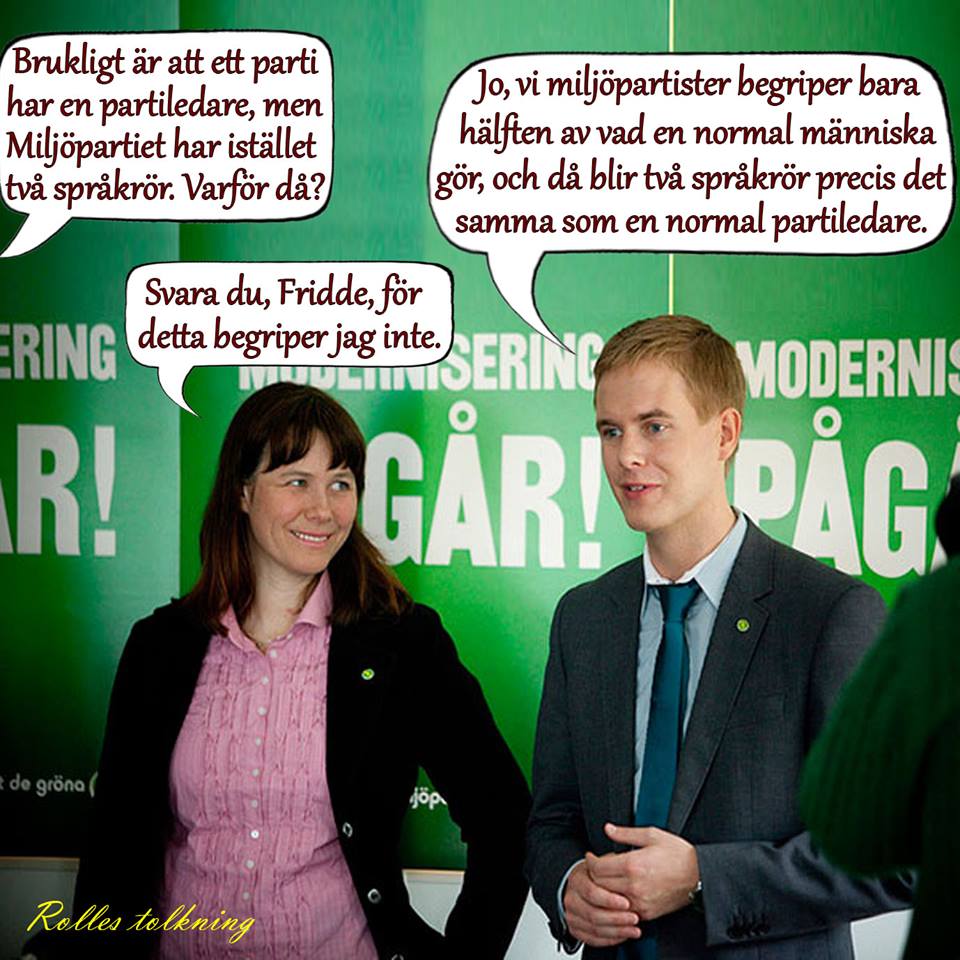 Brukligt är att ett parti
har en partiledare, men
Miljöpartiet har istället
två språkrör. Varför då?
Svara du, Fridde, för
detta begriper jag inte.
Jo, vi miljöpartister begriper bara
hälften av vad en normal människa
gör, och då blir två språkrör precis det
samma som en normal partiledare.
ERING
MODERNISERING
MODERNIS
R!
GÅR!
PÅGÅ
t de gröna
jöp
Rolles tolkning